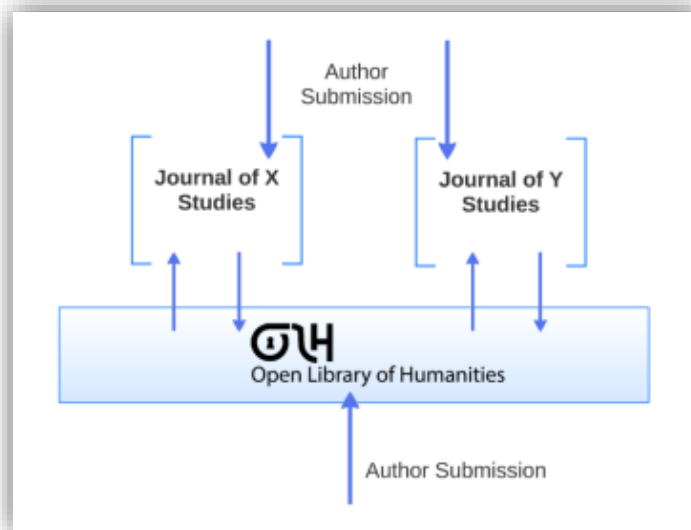 Author
Submission
Journal of X
Studies
Journal of Y
Studies
OLH
Open Library of Humanities
Author Submission